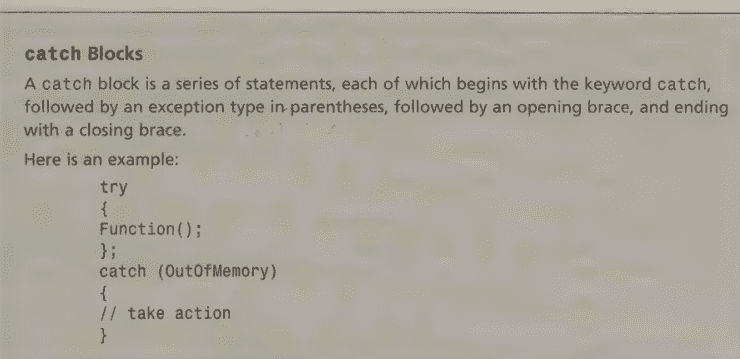 catch Blocks
A catch block is a series of statements, each of which begins with the keyword catch,
followed by an exception type in parentheses, followed by an opening brace, and ending
with a closing brace.
Here is an example:
try
{
Function();
};
catch (OutOfMemory)
{
// take action
}